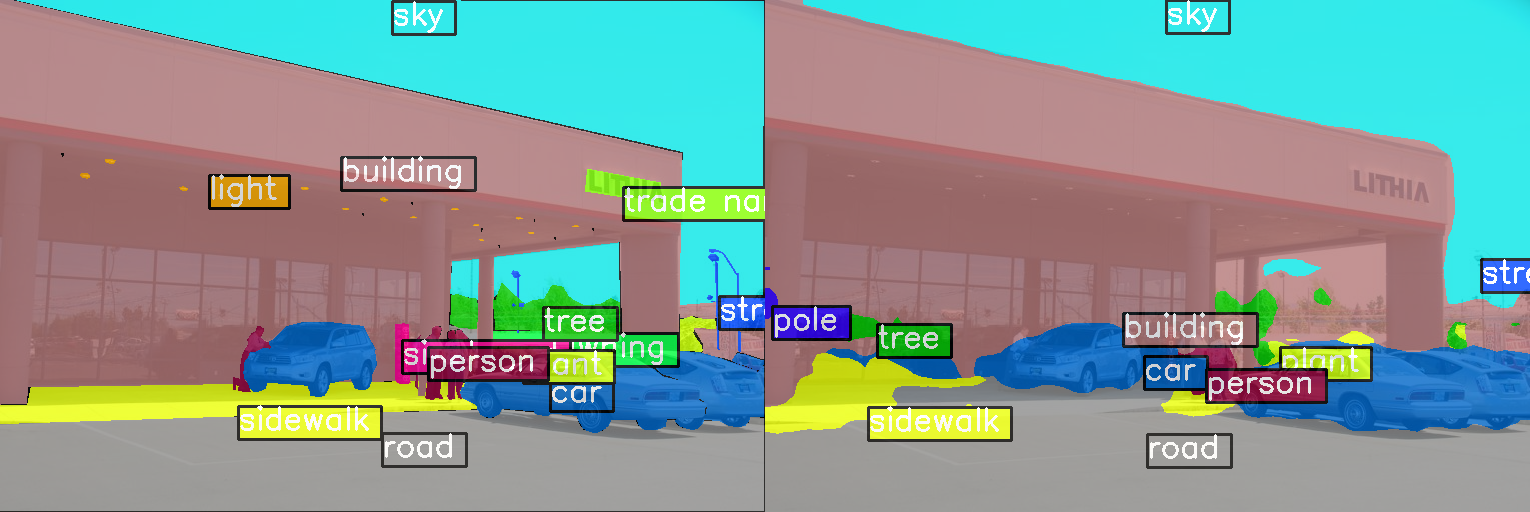 sky
sky
building
light
LITHIA
trade na
LITHIA
str
stre
pole
tree
tree
building
si
wning
person
ant
plant
car
car
person
sidewalk
sidewalk
road
road